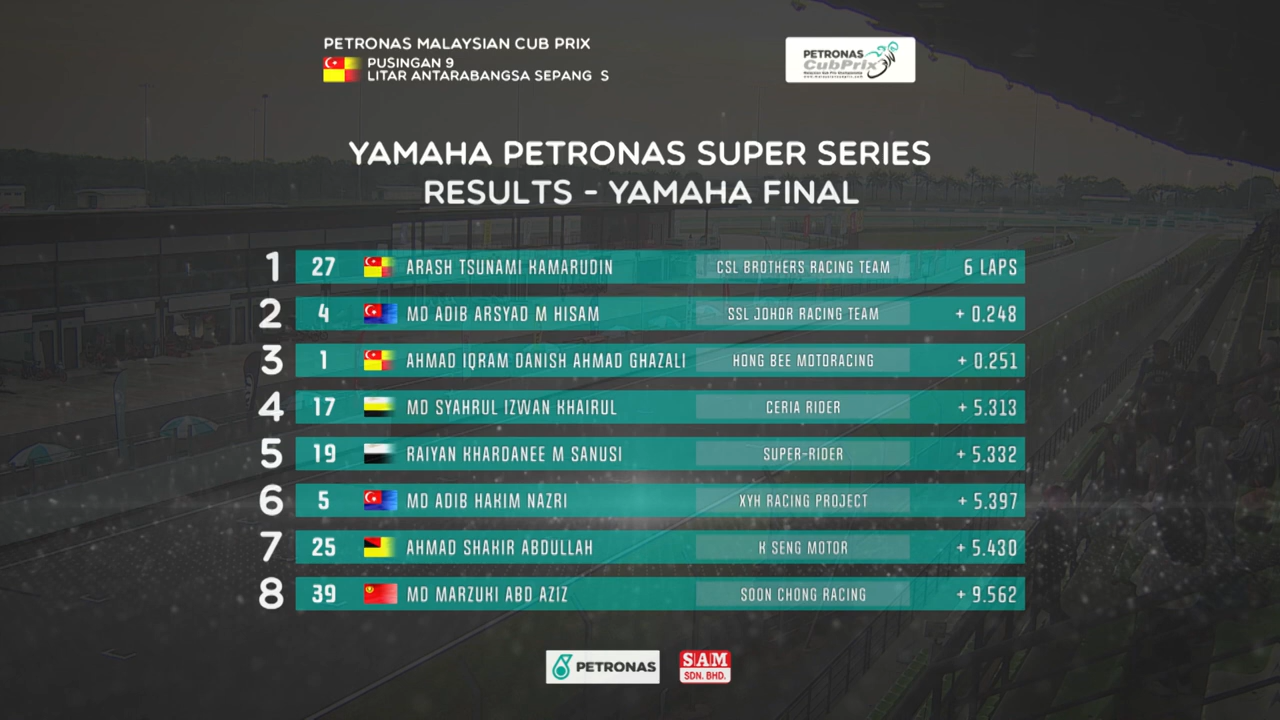 PETRONAS MALAYSIAN CUB PRIX
PUSINGAN 9
LITAR ANTARABANGSA SEPANG S
PETRONAS
CubPrix
YAMAHA PETRONAS SUPER SERIES
RESULTS - YAMAHA FINAL
1 27 ARASH TSUNAMI KAMARUDIN CSL BROTHERS RACING TEAM 6 LAPS
2 4 MD ADIB ARSYAD M HISAM SSL JOHOR RACING TEAM + 0.248
3 1 AHMAD IQRAM DANISH AHMAD GHAZALI HONG BEE MOTORACING + 0.251
4 17 MD SYAHRUL IZWAN KHAIRUL CERIA RIDER + 5.313
5 19 RAIYAN KHARDANEE M SANUSI SUPER-RIDER + 5.332
6 5 MD ADIB HAKIM NAZRI XYH RACING PROJECT + 5.397
7 25 AHMAD SHAKIR ABDULLAH K SENG MOTOR + 5.430
8 39 MD MARZUKI ABD AZIZ SOON CHONG RACING + 9.562
PETRONAS
SAM
SDN. BHD.